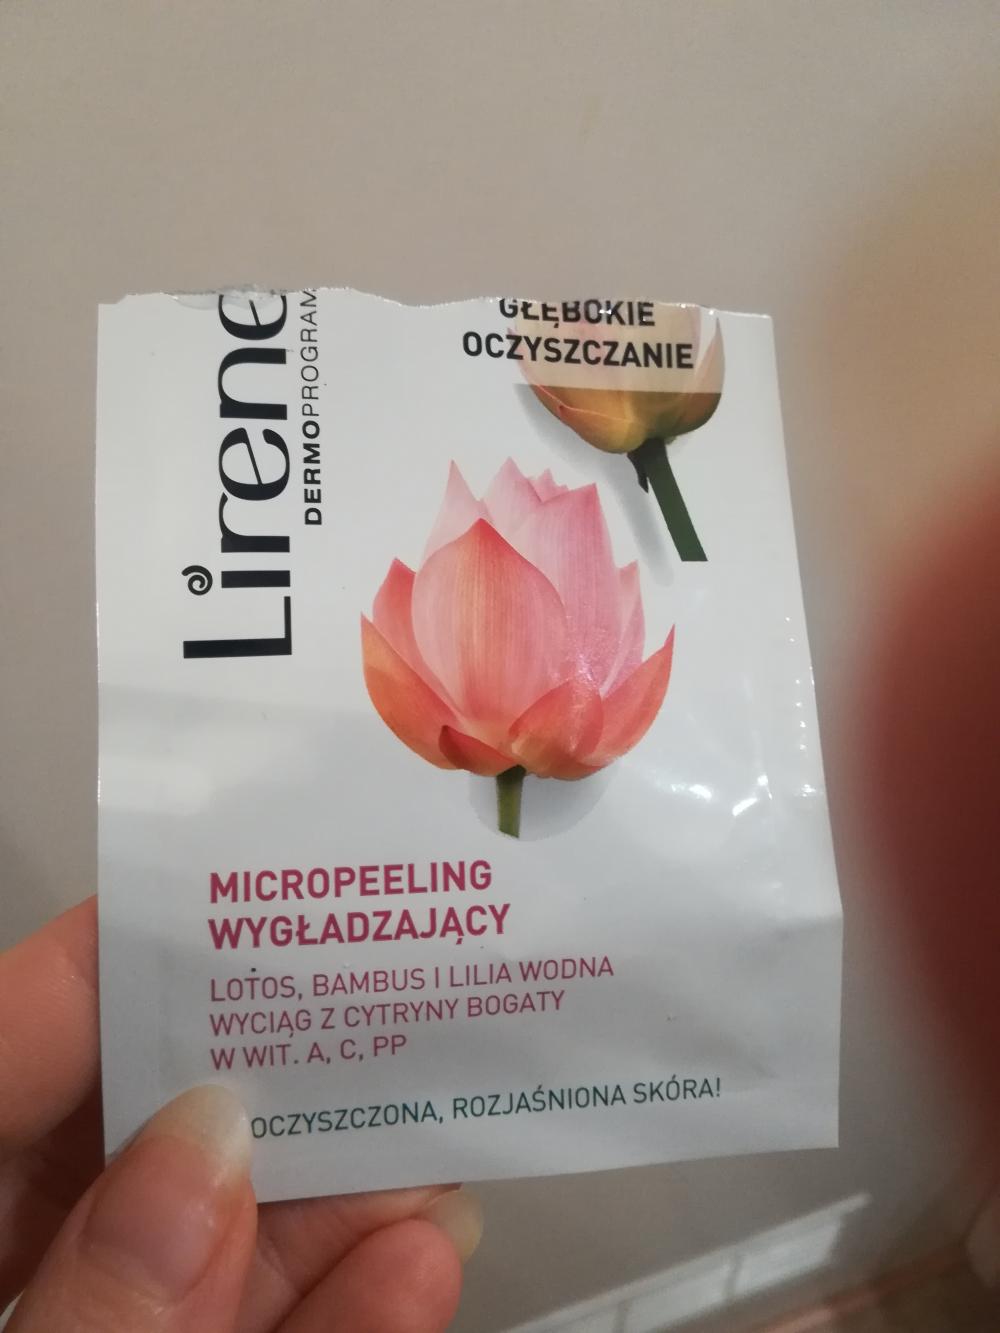 Lirene
DERMOPROGRAM
GŁĘBOKIE
OCZYSZCZANIE
MICROPEELING
WYGŁADZAJĄCY
LOTOS, BAMBUS I LILIA WODNA
WYCIĄG Z CYTRYNY BOGATY
W WIT. A, C, PP
OCZYSZCZONA, ROZJAŚNIONA SKÓRA!